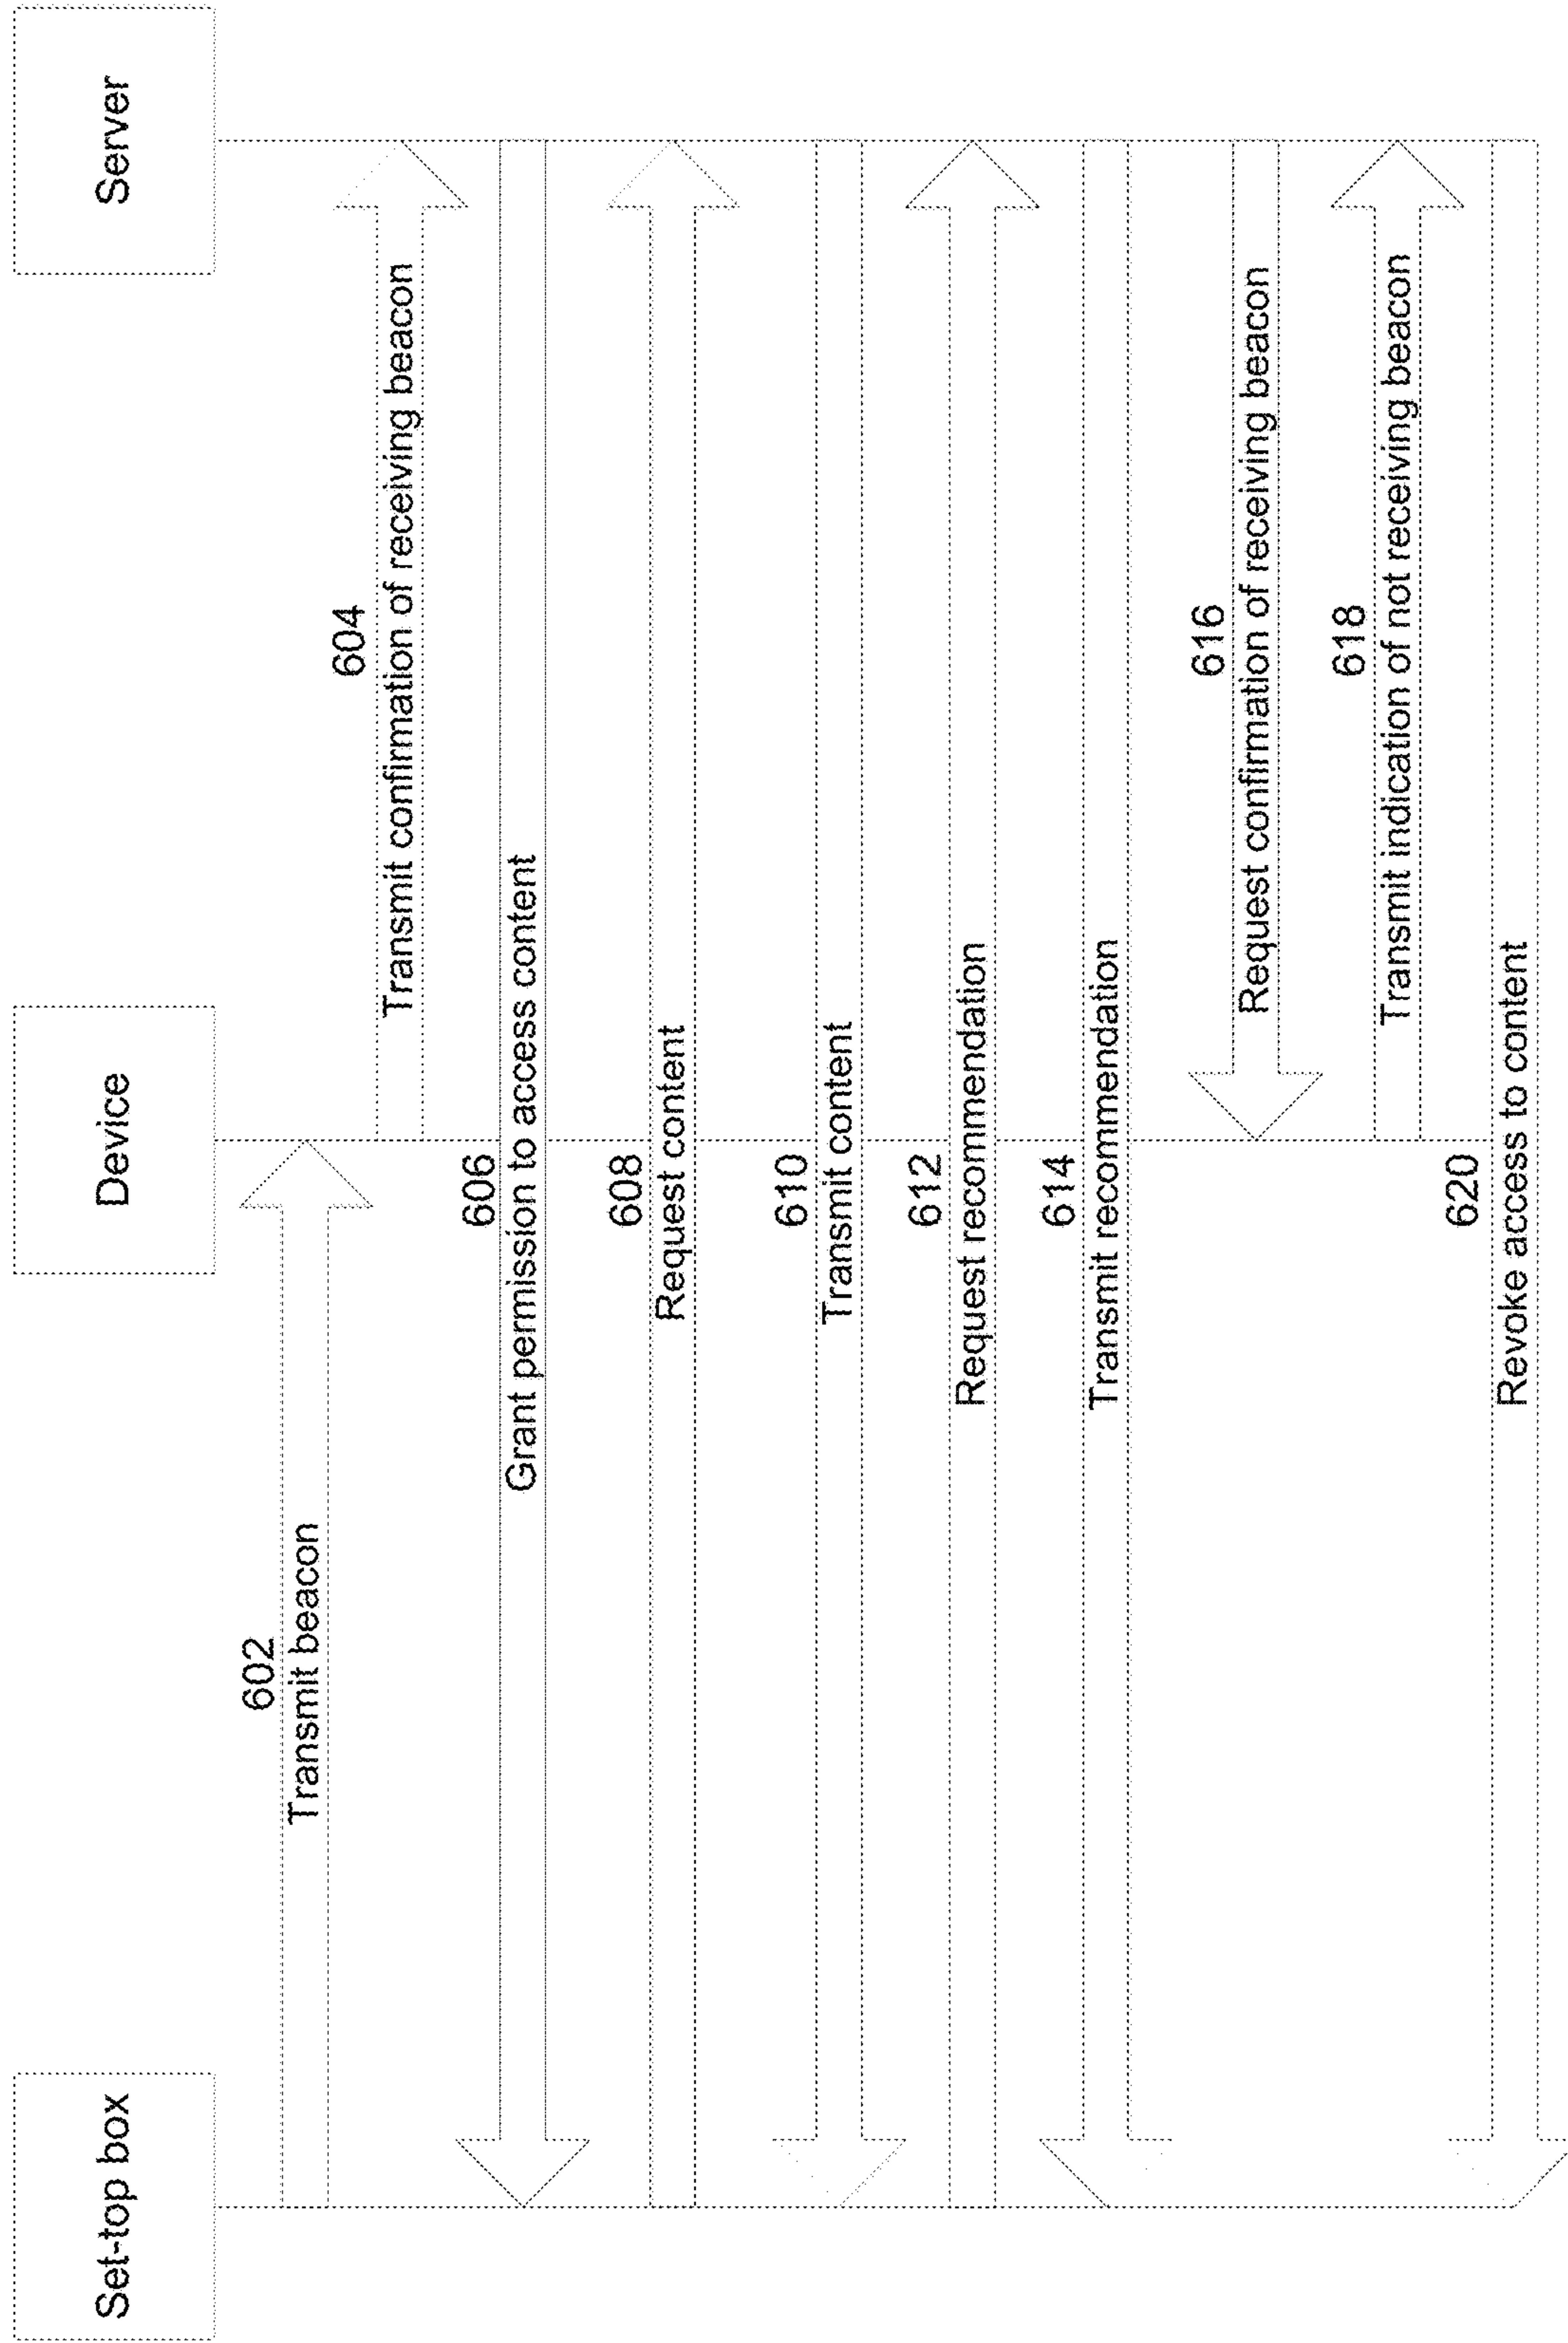 Set-top box
Device
Server
602
Transmit beacon
604
Transmit confirmation of receiving beacon
606
Grant permission to access content
608
Request content
610
Transmit content
612
Request recommendation
614
Transmit recommendation
616
Request confirmation of receiving beacon
618
Transmit indication of not receiving beacon
620
Revoke access to content